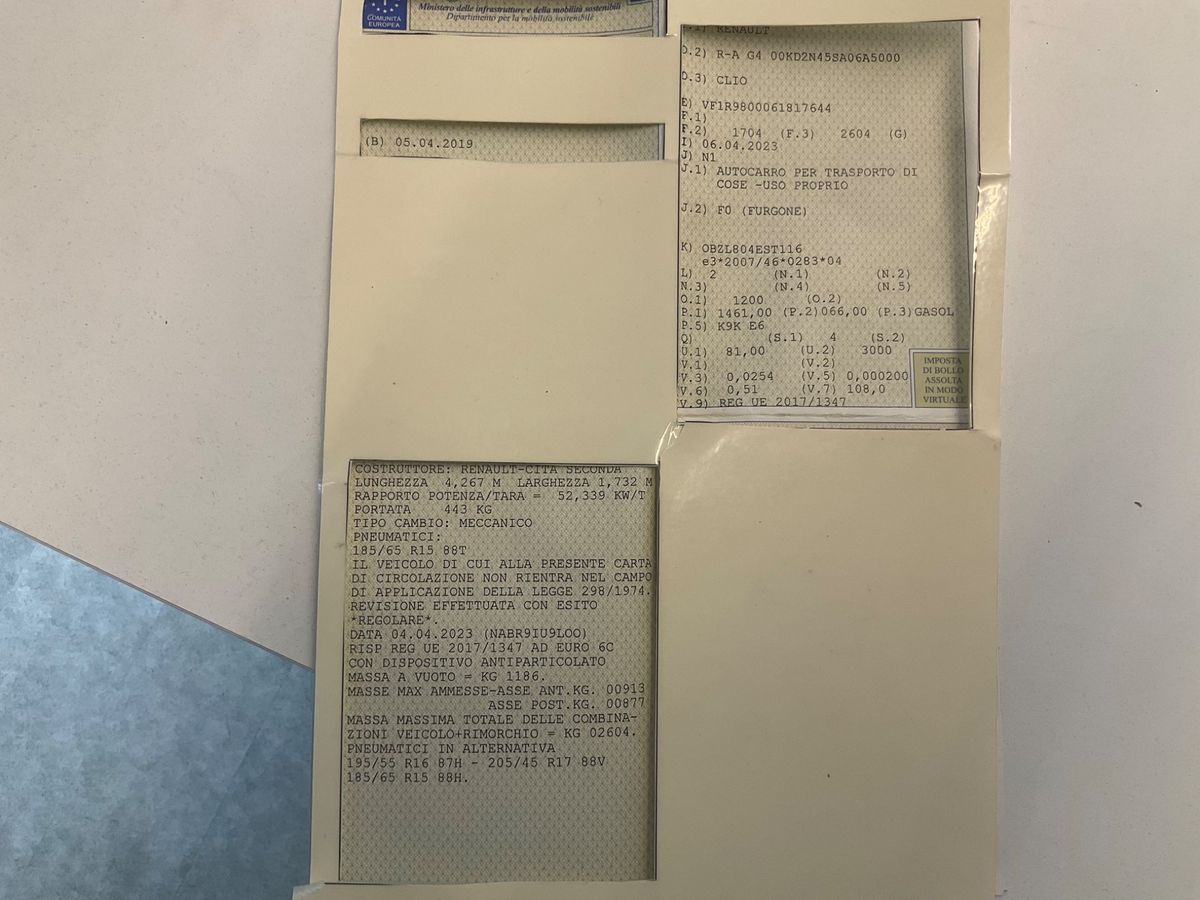 COMUNITÀ
EUROPEA
Ministero delle infrastrutture e della mobilità sostenibili
Dipartimento per la mobilità sostenibile
(B) 05.04.2019
RENAULT
D.2) R-A G4 00KD2N45SA06A5000
D.3) CLIO
E) VF1R9800061817644
F.1)
F.2) 1704 (F.3) 2604 (G)
I) 06.04.2023
J) N1
J.1) AUTOCARRO PER TRASPORTO DI
COSE -USO PROPRIO
J.2) F0 (FURGONE)
K) OBZL804EST116
e3*2007/46*0283*04
L) 2 (N.1) (N.2)
N.3) (N.4) (N.5)
O.1) 1200 (O.2)
P.1) 1461,00 (P.2)066,00 (P.3)GASOL
P.5) K9K E6
Q) (S.1) 4 (S.2)
U.1) 81,00 (U.2) 3000
V.1) (V.2)
V.3) 0,0254 (V.5) 0,000200
V.6) 0,51 (V.7) 108,0
V.9) REG UE 2017/1347
IMPOSTA
DI BOLLO
ASSOLTA
IN MODO
VIRTUALE
COSTRUTTORE: RENAULT-CITA SECONDA
LUNGHEZZA 4,267 M LARGHEZZA 1,732 M
RAPPORTO POTENZA/TARA = 52,339 KW/T
PORTATA 443 KG
TIPO CAMBIO: MECCANICO
PNEUMATICI:
185/65 R15 88T
IL VEICOLO DI CUI ALLA PRESENTE CARTA
DI CIRCOLAZIONE NON RIENTRA NEL CAMPO
DI APPLICAZIONE DELLA LEGGE 298/1974.
REVISIONE EFFETTUATA CON ESITO
*REGOLARE*.
DATA 04.04.2023 (NABR9IU9LOO)
RISP REG UE 2017/1347 AD EURO 6C
CON DISPOSITIVO ANTIPARTICOLATO
MASSA A VUOTO = KG 1186.
MASSE MAX AMMESSE-ASSE ANT.KG. 00913
ASSE POST.KG. 00877
MASSA MASSIMA TOTALE DELLE COMBINA-
ZIONI VEICOLO+RIMORCHIO = KG 02604.
PNEUMATICI IN ALTERNATIVA
195/55 R16 87H - 205/45 R17 88V
185/65 R15 88H.